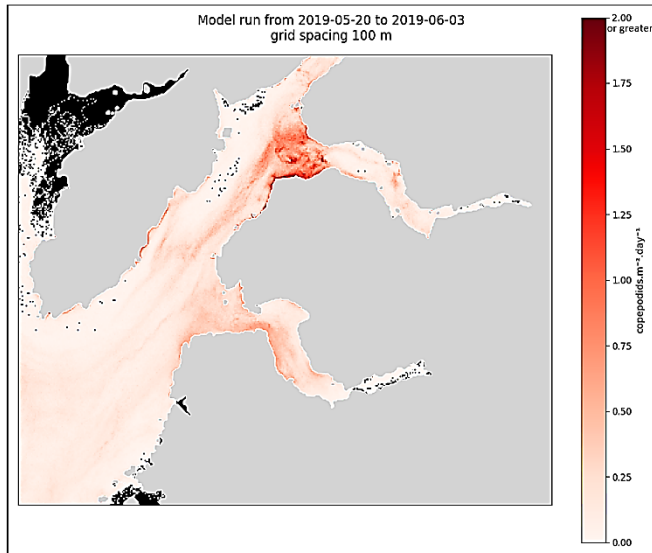 Model run from 2019-05-20 to 2019-06-03
grid spacing 100 m
2.00
or greater
1.75
1.50
1.25
1.00
0.75
0.50
0.25
0.00
copepodids.m⁻².day⁻¹